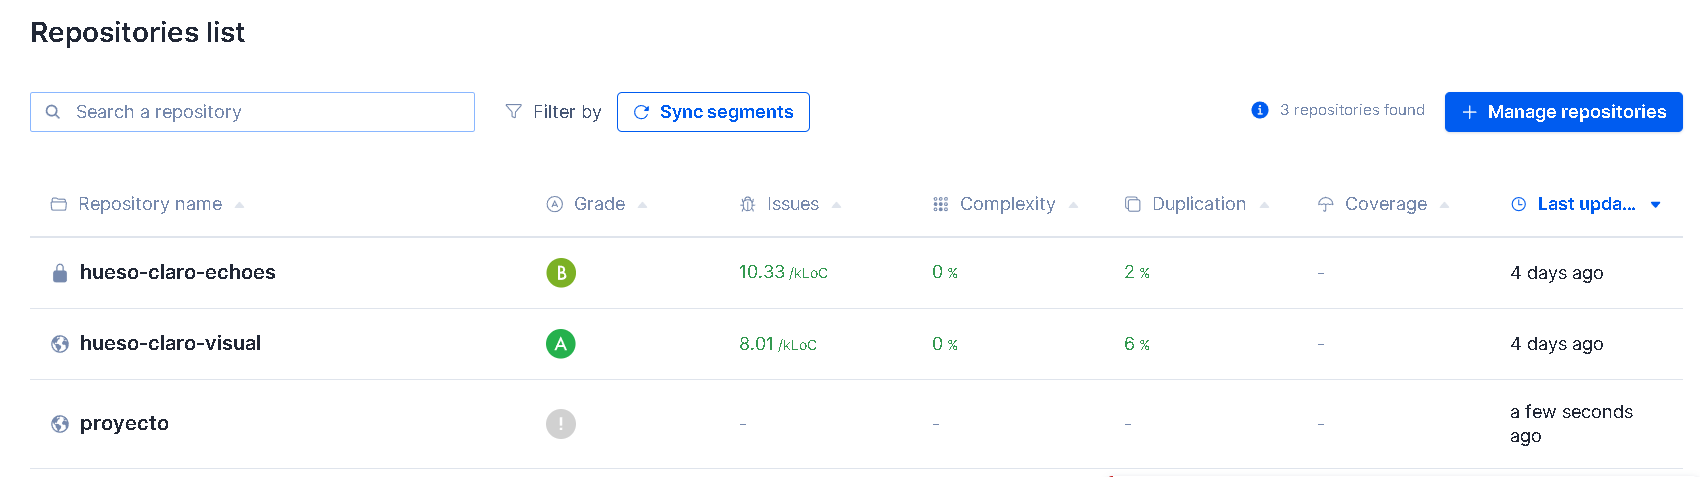 Repositories list
Search a repository Filter by Sync segments 3 repositories found Manage repositories
Repository name Grade Issues Complexity Duplication Coverage Last upda...
hueso-claro-echoes B 10.33 /kLoC 0 % 2 % - 4 days ago
hueso-claro-visual A 8.01 /kLoC 0 % 6 % - 4 days ago
proyecto ! - - - - a few seconds
ago